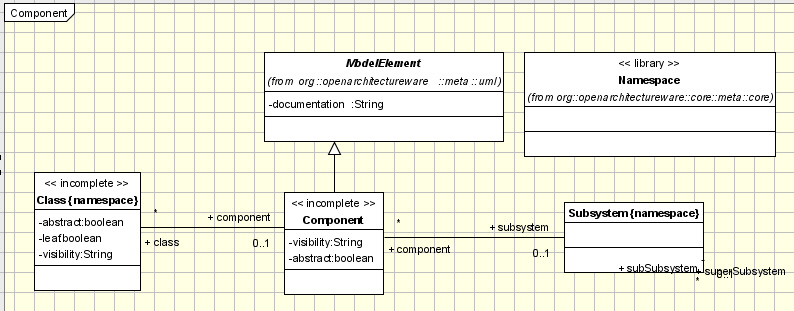 Component
ModelElement
(from org::openarchitectureware ::meta::uml)
-documentation :String
<< library >>
Namespace
(from org::openarchitectureware::core::meta::core)
<< incomplete >>
Class {namespace}
-abstract:boolean
-leaf:boolean
-visibility:String
*
+ component
+ class
0..1
<< incomplete >>
Component
-visibility:String
-abstract:boolean
*
+ subsystem
+ component
0..1
Subsystem {namespace}
+ subSubsystem
*
+ superSubsystem
0..1